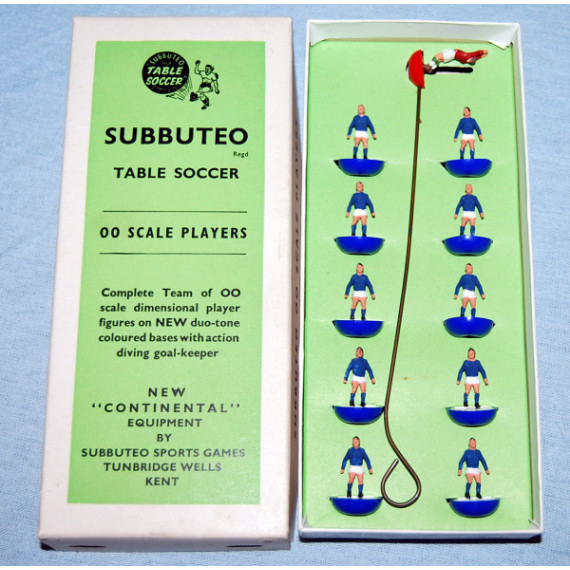 SUBBUTEO
TABLE
SOCCER
SUBBUTEO
Regd
TABLE SOCCER
OO SCALE PLAYERS
Complete Team of OO
scale dimensional player
figures on NEW duo-tone
coloured bases with action
diving goal-keeper
NEW
"CONTINENTAL"
EQUIPMENT
BY
SUBBUTEO SPORTS GAMES
TUNBRIDGE WELLS
KENT